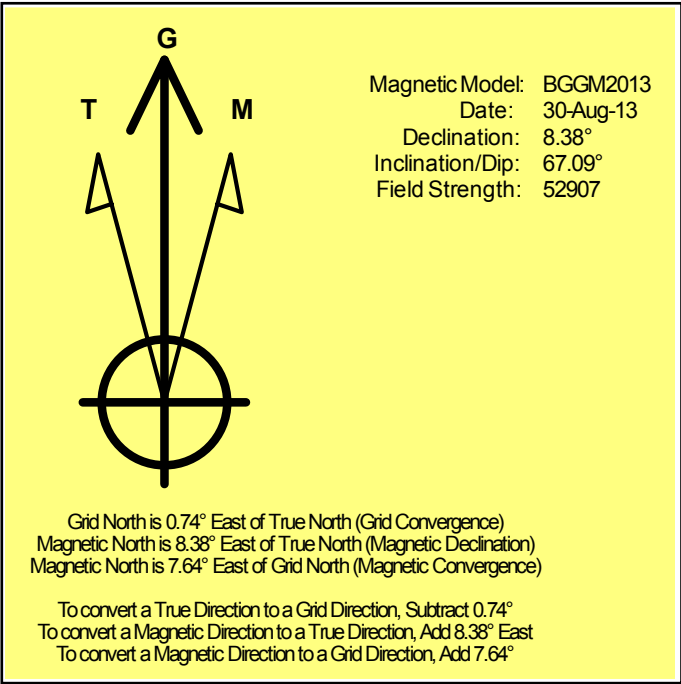 G
T M
Magnetic Model: BGGM2013
Date: 30-Aug-13
Declination: 8.38°
Inclination/Dip: 67.09°
Field Strength: 52907
Grid North is 0.74° East of True North (Grid Convergence)
Magnetic North is 8.38° East of True North (Magnetic Declination)
Magnetic North is 7.64° East of Grid North (Magnetic Convergence)
To convert a True Direction to a Grid Direction, Subtract 0.74°
To convert a Magnetic Direction to a True Direction, Add 8.38° East
To convert a Magnetic Direction to a Grid Direction, Add 7.64°